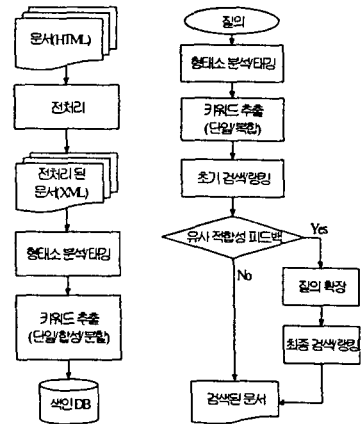 문서(HTML)
전처리
전처리 된
문서(XML)
형태소 분석/태깅
키워드 추출
(단일/합성/분할)
색인 DB
질의
형태소 분석/태깅
키워드 추출
(단일/복합)
초기 검색/랭킹
유사 적합성 피드백
Yes
No
질의 확장
최종 검색/랭킹
검색된 문서